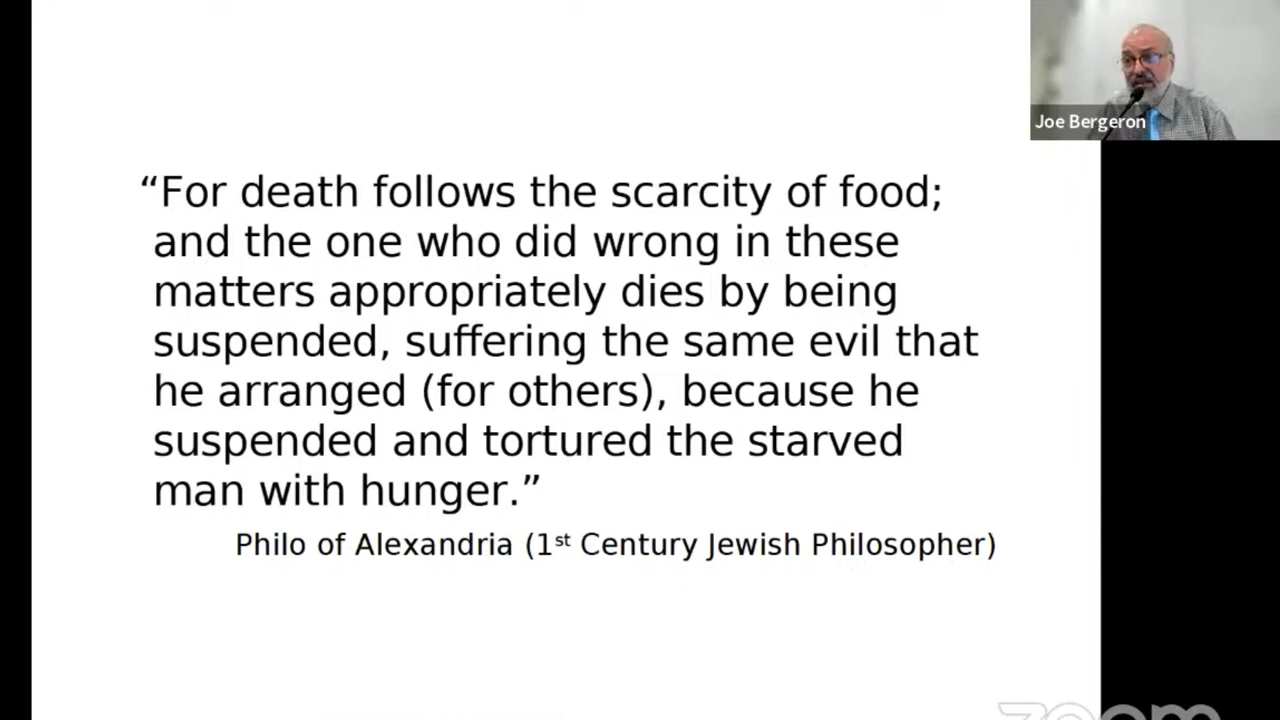 Joe Bergeron
“For death follows the scarcity of food;
and the one who did wrong in these
matters appropriately dies by being
suspended, suffering the same evil that
he arranged (for others), because he
suspended and tortured the starved
man with hunger.”
Philo of Alexandria (1st Century Jewish Philosopher)
zoom